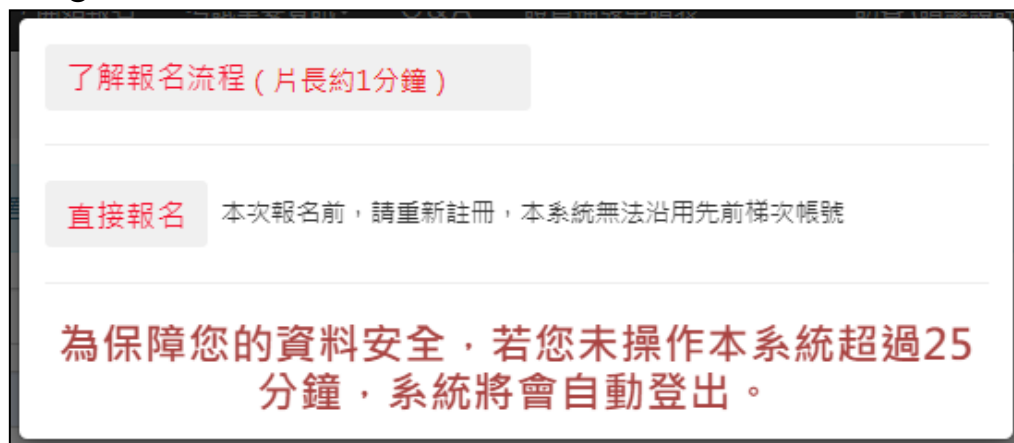 了解報名流程(片長約1分鐘)
直接報名 本次報名前,請重新註冊,本系統無法沿用先前梯次帳號
為保障您的資料安全,若您未操作本系統超過25
分鐘,系統將會自動登出。